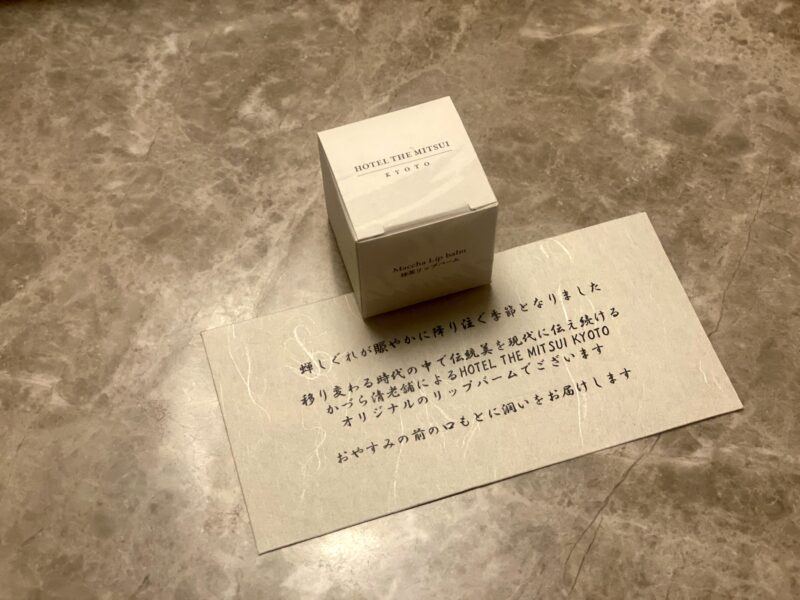 HOTEL THE MITSUI
KYOTO
Maccha Lip balm
抹茶リップバーム
蝉しぐれが賑やかに降り注ぐ季節となりました
移り変わる時代の中で伝統美を現代に伝え続ける
かづら清老舗によるHOTEL THE MITSUI KYOTO
オリジナルのリップバームでございます
おやすみの前の口もとに潤いをお届けします